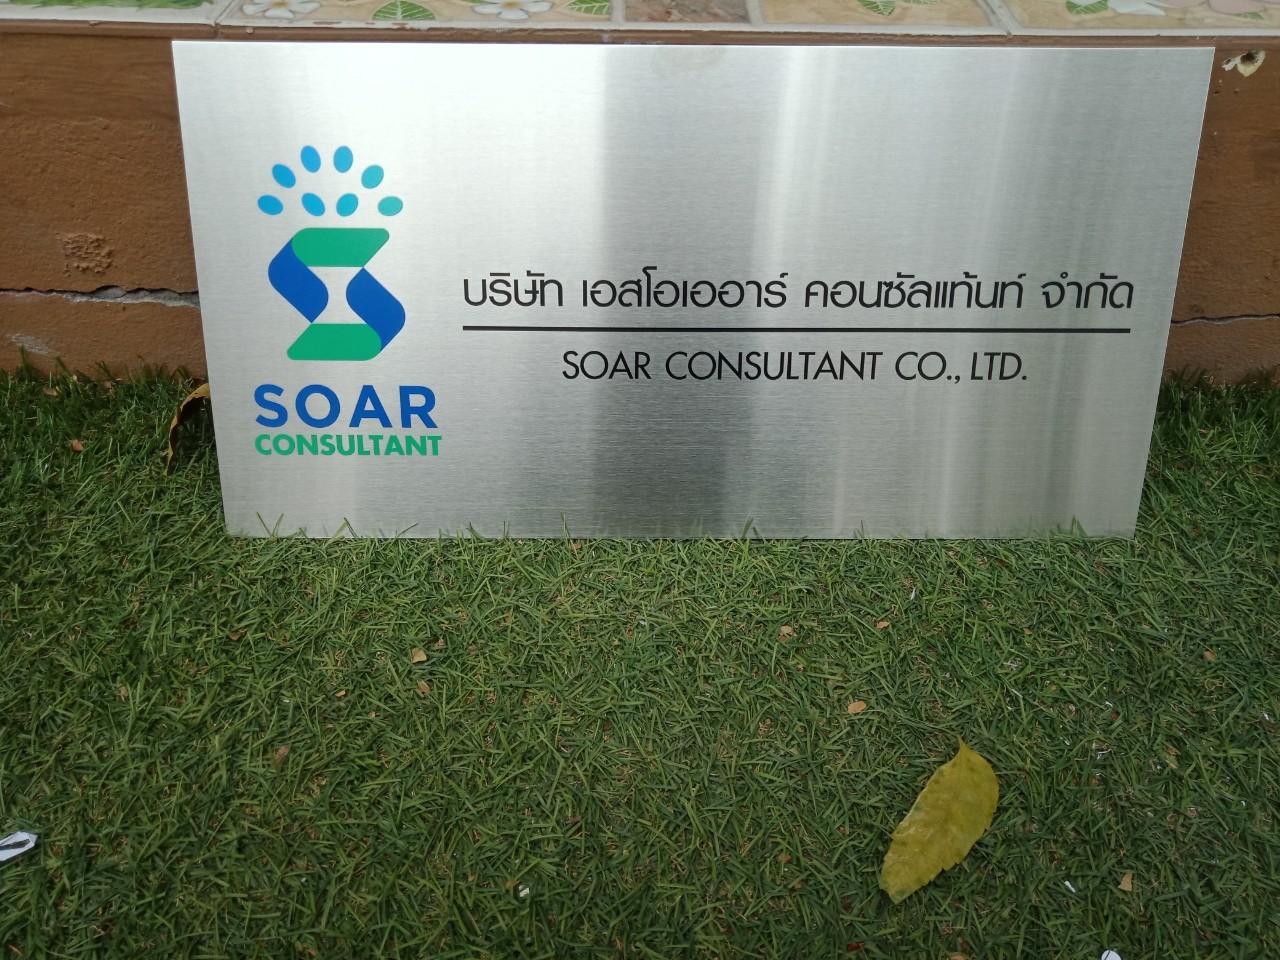 SOAR
CONSULTANT
บริษัท เอสโอเออาร์ คอนซัลแท้นท์ จำกัด
SOAR CONSULTANT CO., LTD.